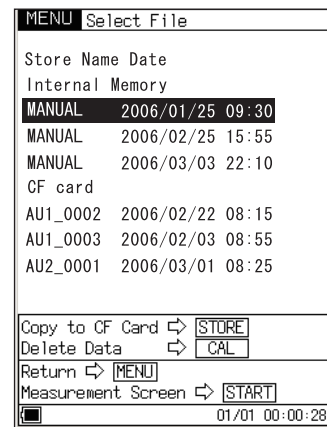 MENU Select File
Store Name Date
Internal Memory
MANUAL 2006/01/25 09:30
MANUAL 2006/02/25 15:55
MANUAL 2006/03/03 22:10
CF card
AU1_0002 2006/02/22 08:15
AU1_0003 2006/02/03 08:55
AU2_0001 2006/03/01 08:25
Copy to CF Card ⇨ STORE
Delete Data ⇨ CAL
Return ⇨ MENU
Measurement Screen ⇨ START
01/01 00:00:28